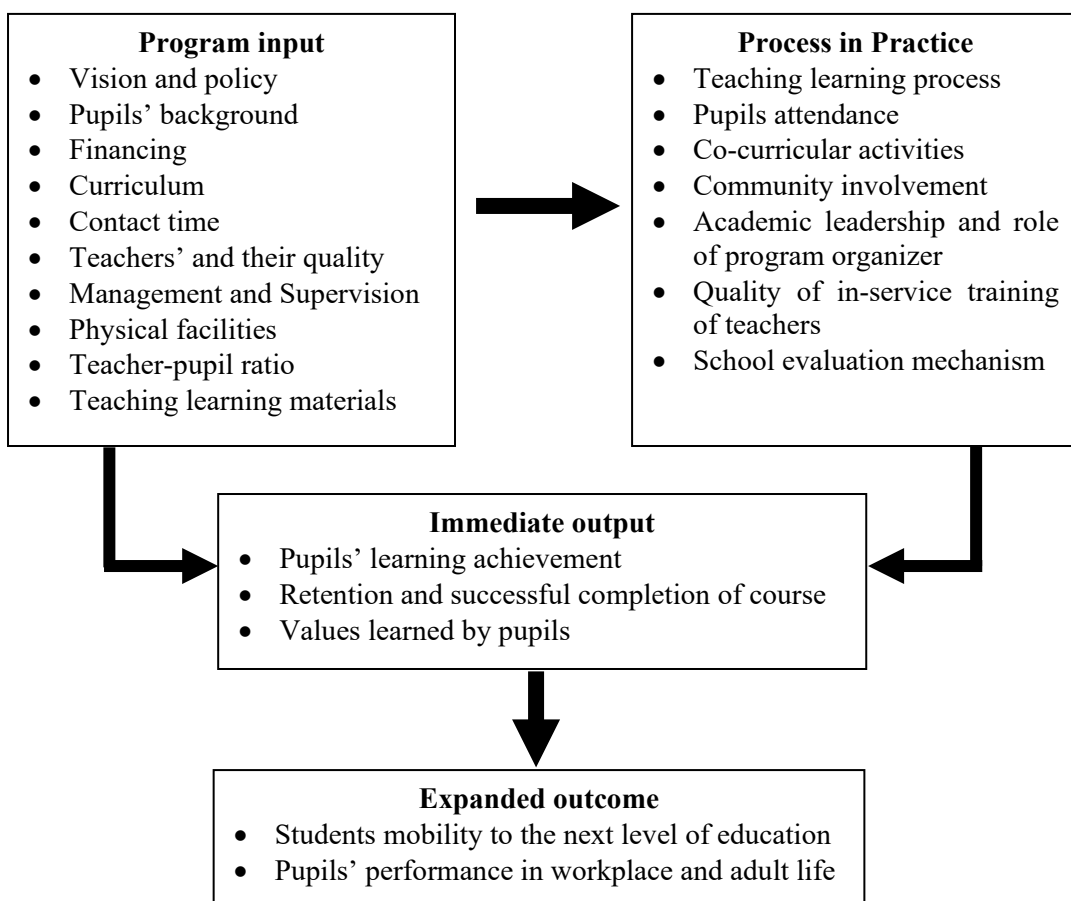 Program input
• Vision and policy
• Pupils’ background
• Financing
• Curriculum
• Contact time
• Teachers’ and their quality
• Management and Supervision
• Physical facilities
• Teacher-pupil ratio
• Teaching learning materials
Process in Practice
• Teaching learning process
• Pupils attendance
• Co-curricular activities
• Community involvement
• Academic leadership and role
of program organizer
• Quality of in-service training
of teachers
• School evaluation mechanism
Immediate output
• Pupils’ learning achievement
• Retention and successful completion of course
• Values learned by pupils
Expanded outcome
• Students mobility to the next level of education
• Pupils’ performance in workplace and adult life